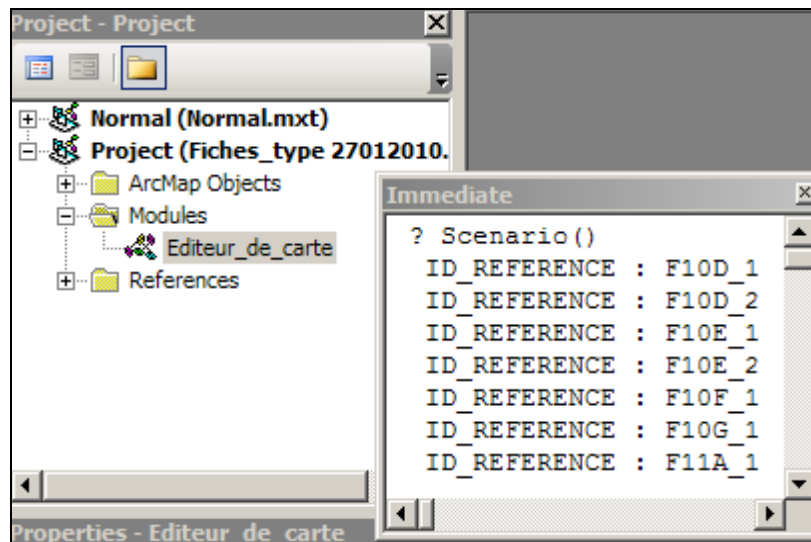 Project - Project
Normal (Normal.mxt)
Project (Fiches_type 27012010.
ArcMap Objects
Modules
Editeur_de_carte
References
Immediate
? Scenario()
ID_REFERENCE : F10D_1
ID_REFERENCE : F10D_2
ID_REFERENCE : F10E_1
ID_REFERENCE : F10E_2
ID_REFERENCE : F10F_1
ID_REFERENCE : F10G_1
ID_REFERENCE : F11A_1
Properties - Editeur_de_carte